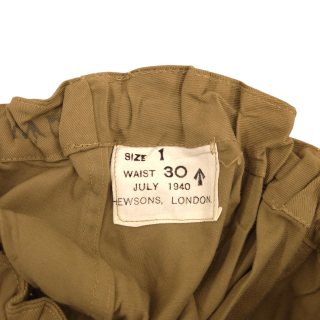 SIZE 1
WAIST 30
JULY 1940
HEWSONS, LONDON.